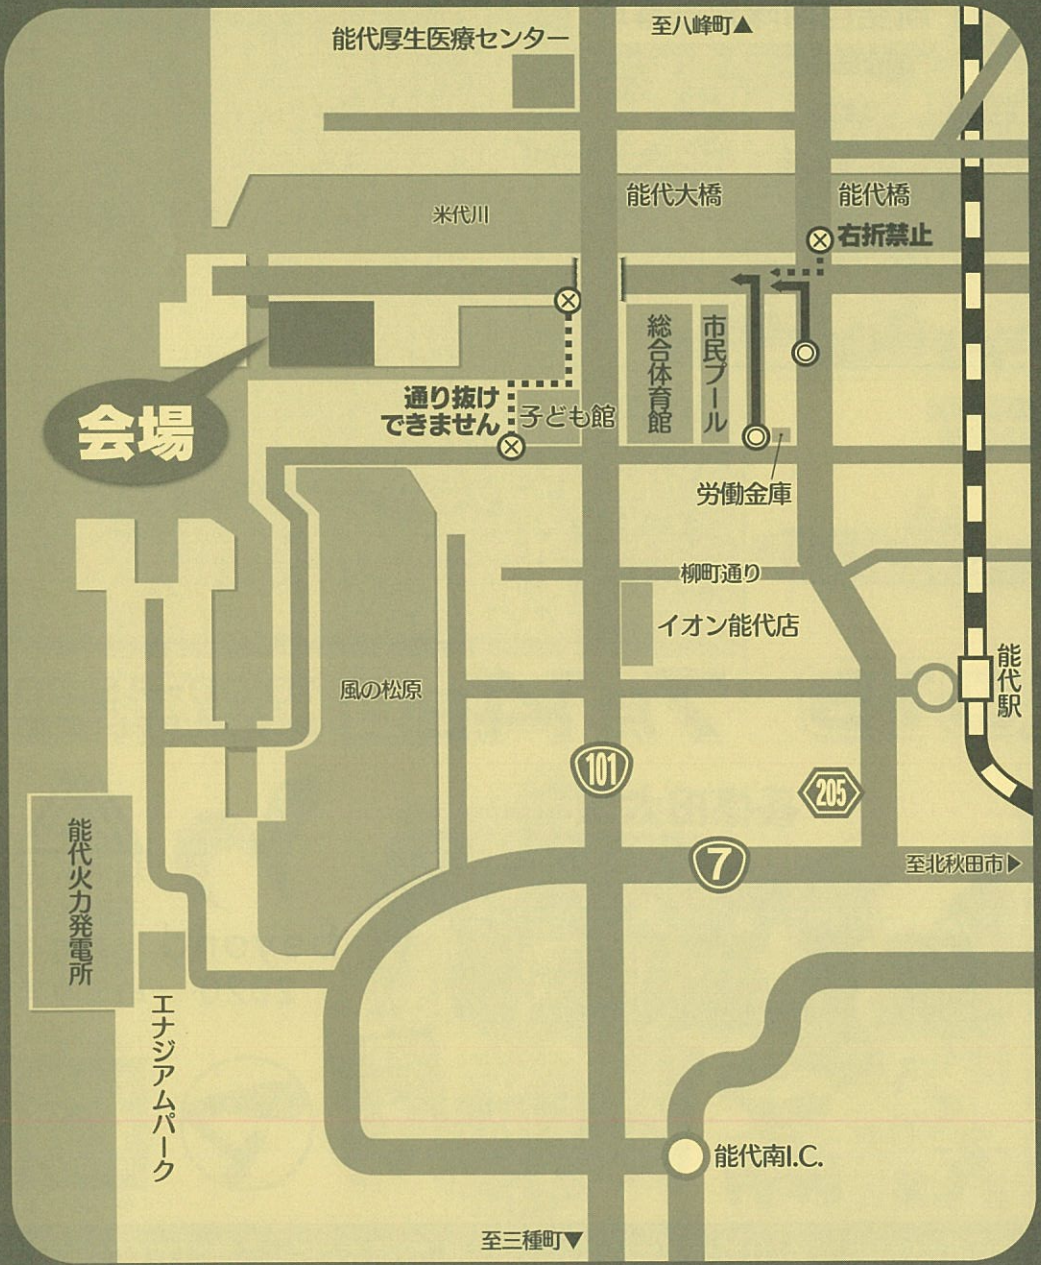 能代厚生医療センター
至八峰町▲
能代大橋
能代橋
米代川
右折禁止
総合体育館
市民プール
通り抜け
できません
子ども館
会場
労働金庫
柳町通り
イオン能代店
風の松原
能代駅
101
205
7
至北秋田市▶
能代火力発電所
エナジアムパーク
能代南I.C.
至三種町▼